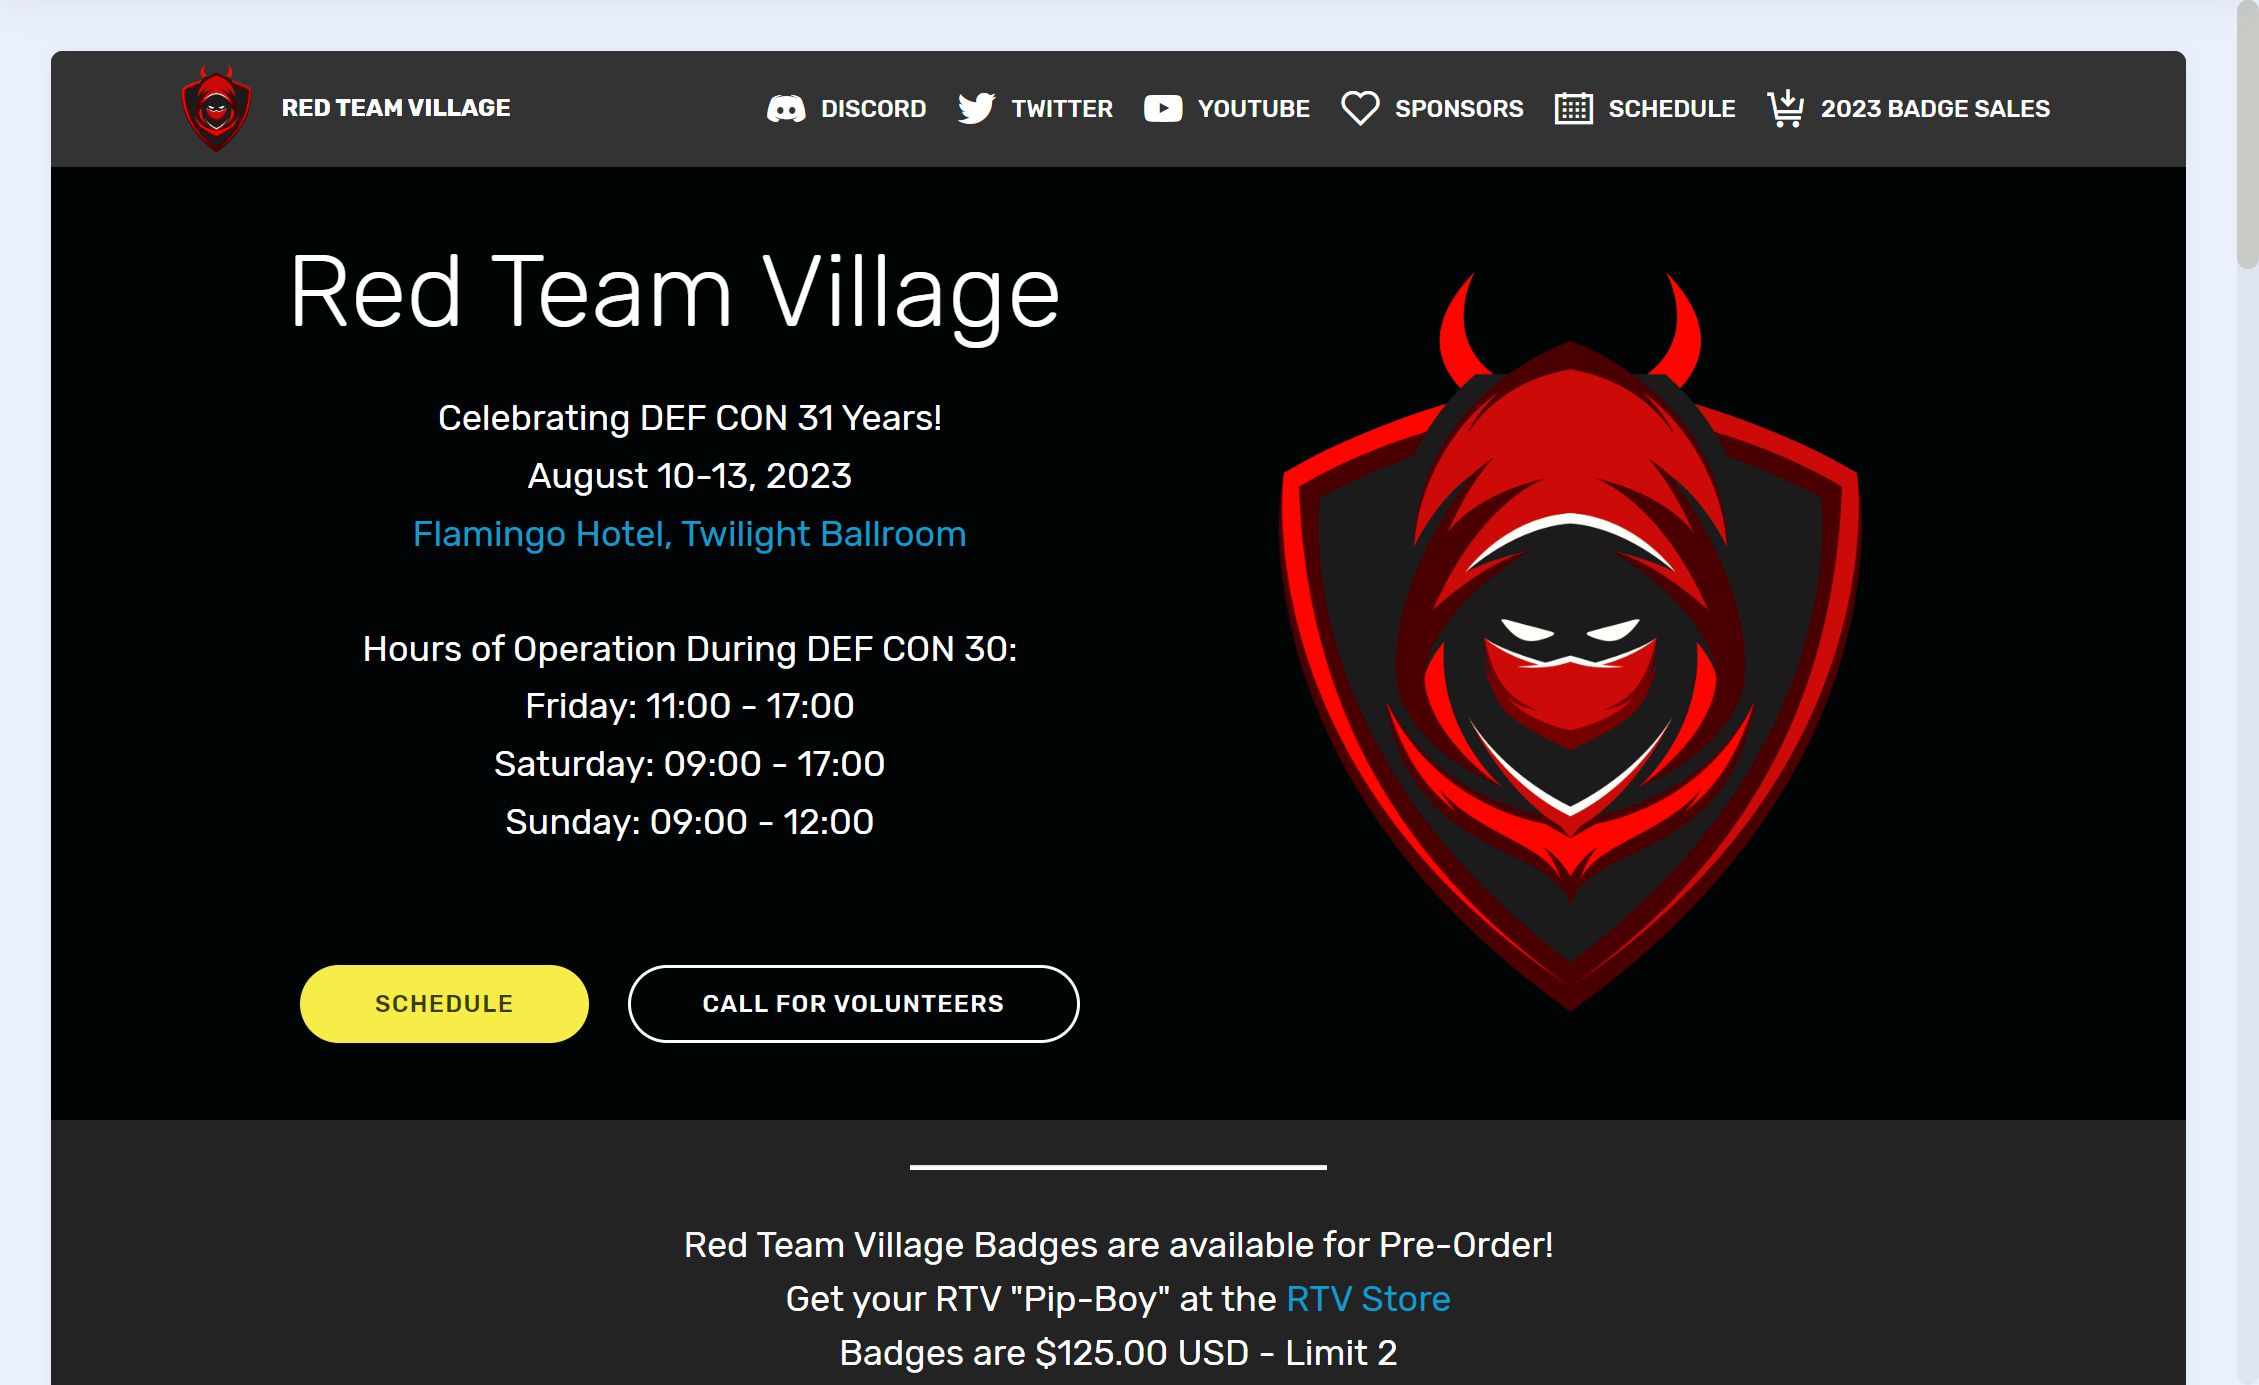 RED TEAM VILLAGE
DISCORD
TWITTER
YOUTUBE
SPONSORS
SCHEDULE
2023 BADGE SALES
Red Team Village
Celebrating DEF CON 31 Years!
August 10-13, 2023
Flamingo Hotel, Twilight Ballroom
Hours of Operation During DEF CON 30:
Friday: 11:00 - 17:00
Saturday: 09:00 - 17:00
Sunday: 09:00 - 12:00
SCHEDULE
CALL FOR VOLUNTEERS
Red Team Village Badges are available for Pre-Order!
Get your RTV "Pip-Boy" at the RTV Store
Badges are $125.00 USD - Limit 2